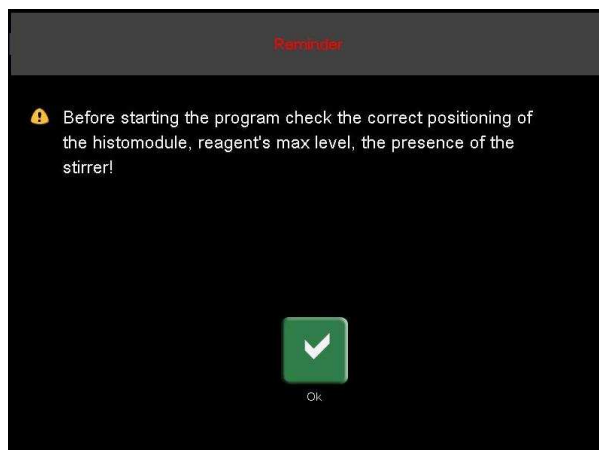 Reminder
Before starting the program check the correct positioning of
the histomodule, reagent's max level, the presence of the
stirrer!
Ok